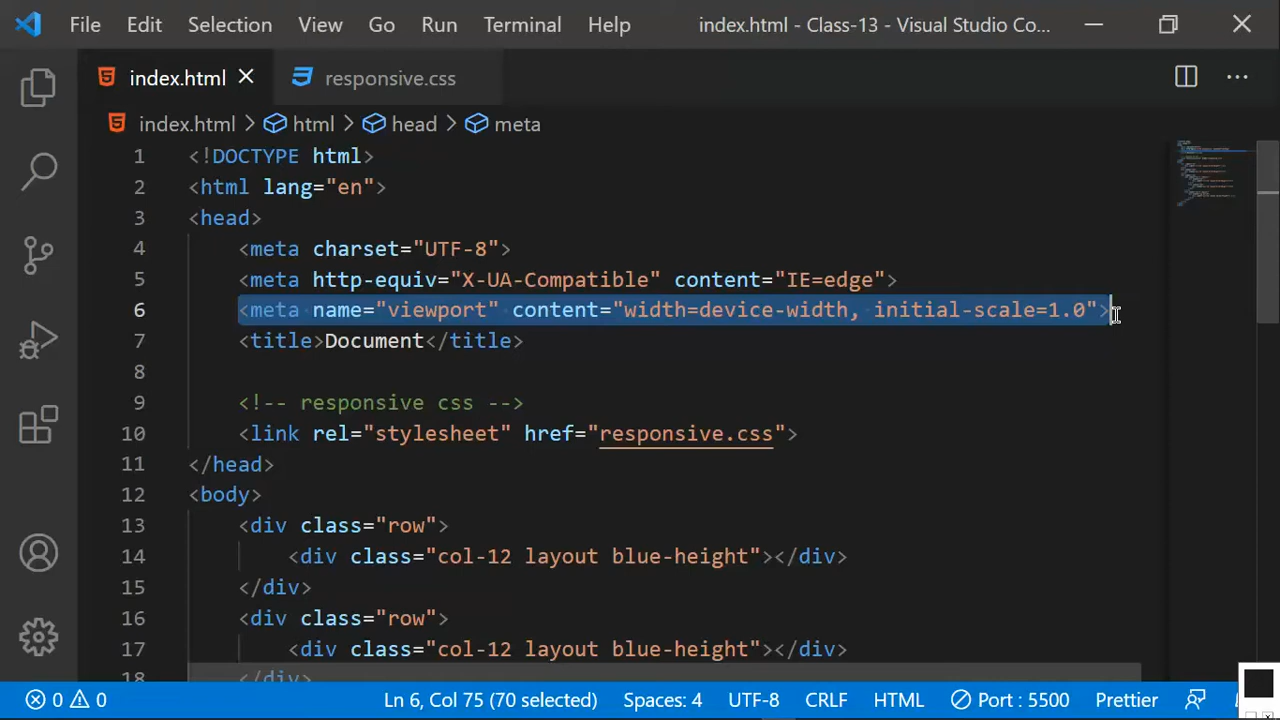 File Edit Selection View Go Run Terminal Help index.html - Class-13 - Visual Studio Co...
index.html responsive.css
index.html > html > head > meta
1 <!DOCTYPE html>
2 <html lang="en">
3 <head>
4 <meta charset="UTF-8">
5 <meta http-equiv="X-UA-Compatible" content="IE=edge">
6 <meta name="viewport" content="width=device-width, initial-scale=1.0">
7 <title>Document</title>
8
9 <!-- responsive css -->
10 <link rel="stylesheet" href="responsive.css">
11 </head>
12 <body>
13 <div class="row">
14 <div class="col-12 layout blue-height"></div>
15 </div>
16 <div class="row">
17 <div class="col-12 layout blue-height"></div>
18 </div>
0 0 Ln 6, Col 75 (70 selected) Spaces: 4 UTF-8 CRLF HTML Port : 5500 Prettier